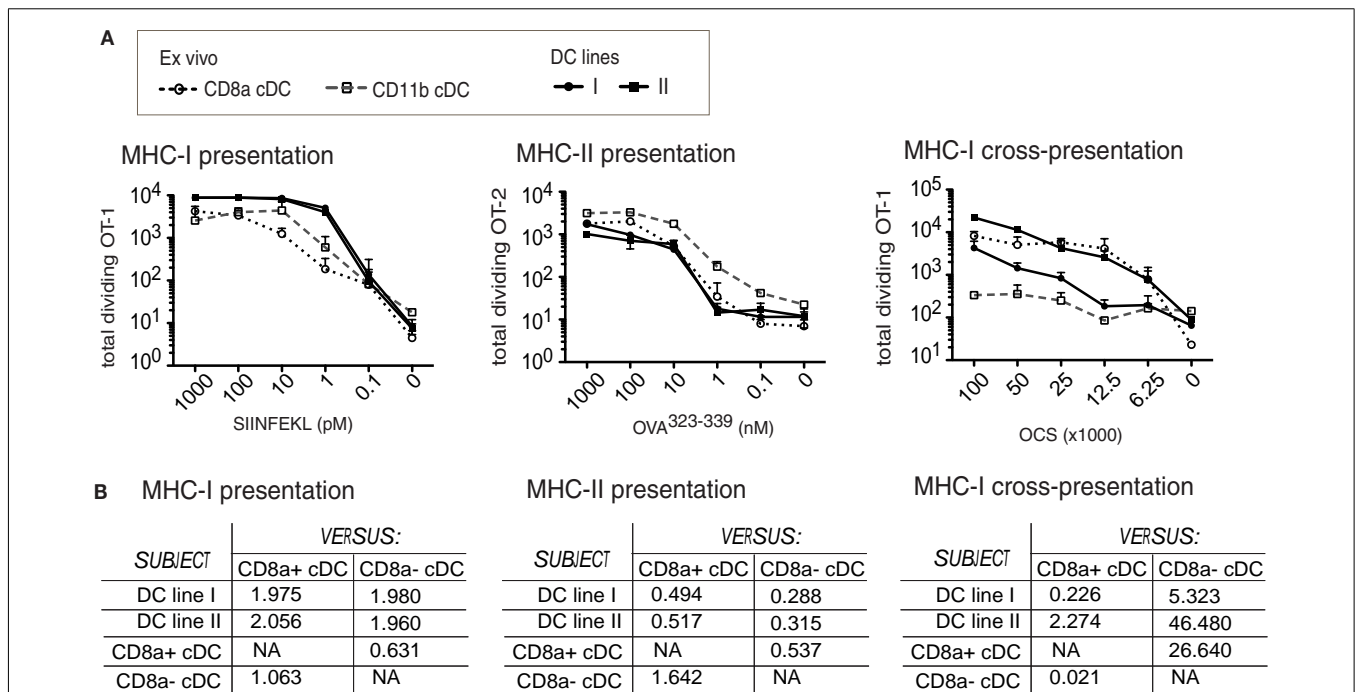 A
Ex vivo
DC lines
CD8a cDC
CD11b cDC
I
II
MHC-I presentation
total dividing OT-1
10^4
10^3
10^2
10^1
10^0
1000
100
10
1
0.1
0
SIINFEKL (pM)
MHC-II presentation
total dividing OT-2
10^4
10^3
10^2
10^1
10^0
1000
100
10
1
0.1
0
OVA^323-339 (nM)
MHC-I cross-presentation
total dividing OT-1
10^5
10^4
10^3
10^2
10^1
100
50
25
12.5
6.25
0
OCS (x1000)
B
MHC-I presentation
SUBJECT
VERSUS:
CD8a+ cDC CD8a- cDC
DC line I 1.975 1.980
DC line II 2.056 1.960
CD8a+ cDC NA 0.631
CD8a- cDC 1.063 NA
MHC-II presentation
SUBJECT
VERSUS:
CD8a+ cDC CD8a- cDC
DC line I 0.494 0.288
DC line II 0.517 0.315
CD8a+ cDC NA 0.537
CD8a- cDC 1.642 NA
MHC-I cross-presentation
SUBJECT
VERSUS:
CD8a+ cDC CD8a- cDC
DC line I 0.226 5.323
DC line II 2.274 46.480
CD8a+ cDC NA 26.640
CD8a- cDC 0.021 NA